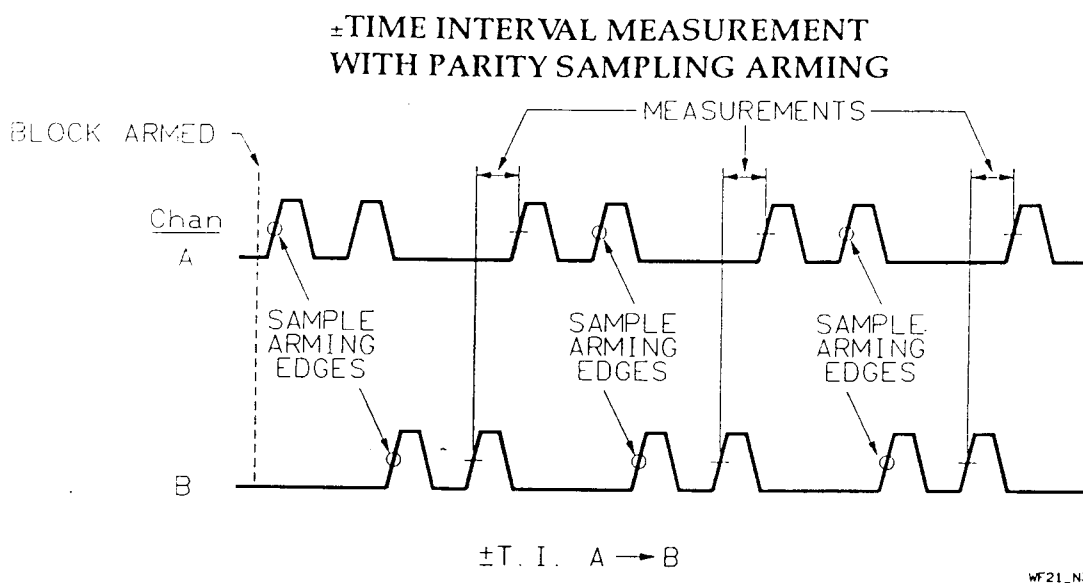 ±TIME INTERVAL MEASUREMENT
WITH PARITY SAMPLING ARMING
MEASUREMENTS
BLOCK ARMED
Chan
A
SAMPLE
ARMING
EDGES
SAMPLE
ARMING
EDGES
SAMPLE
ARMING
EDGES
B
±T. I. A → B